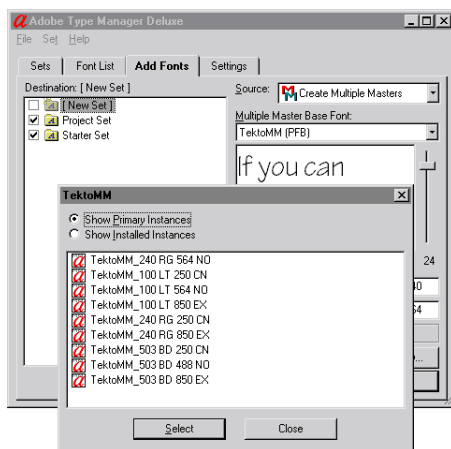 Adobe Type Manager Deluxe
File Set Help
Sets Font List Add Fonts Settings
Destination: [ New Set ]
[ New Set ]
Project Set
Starter Set
Source: Create Multiple Masters
Multiple Master Base Font:
TektoMM (PFB)
If you can
24
TektoMM
Show Primary Instances
Show Installed Instances
TektoMM_240 RG 564 NO
TektoMM_100 LT 250 CN
TektoMM_100 LT 564 NO
TektoMM_100 LT 850 EX
TektoMM_240 RG 250 CN
TektoMM_240 RG 850 EX
TektoMM_503 BD 250 CN
TektoMM_503 BD 488 NO
TektoMM_503 BD 850 EX
Select Close